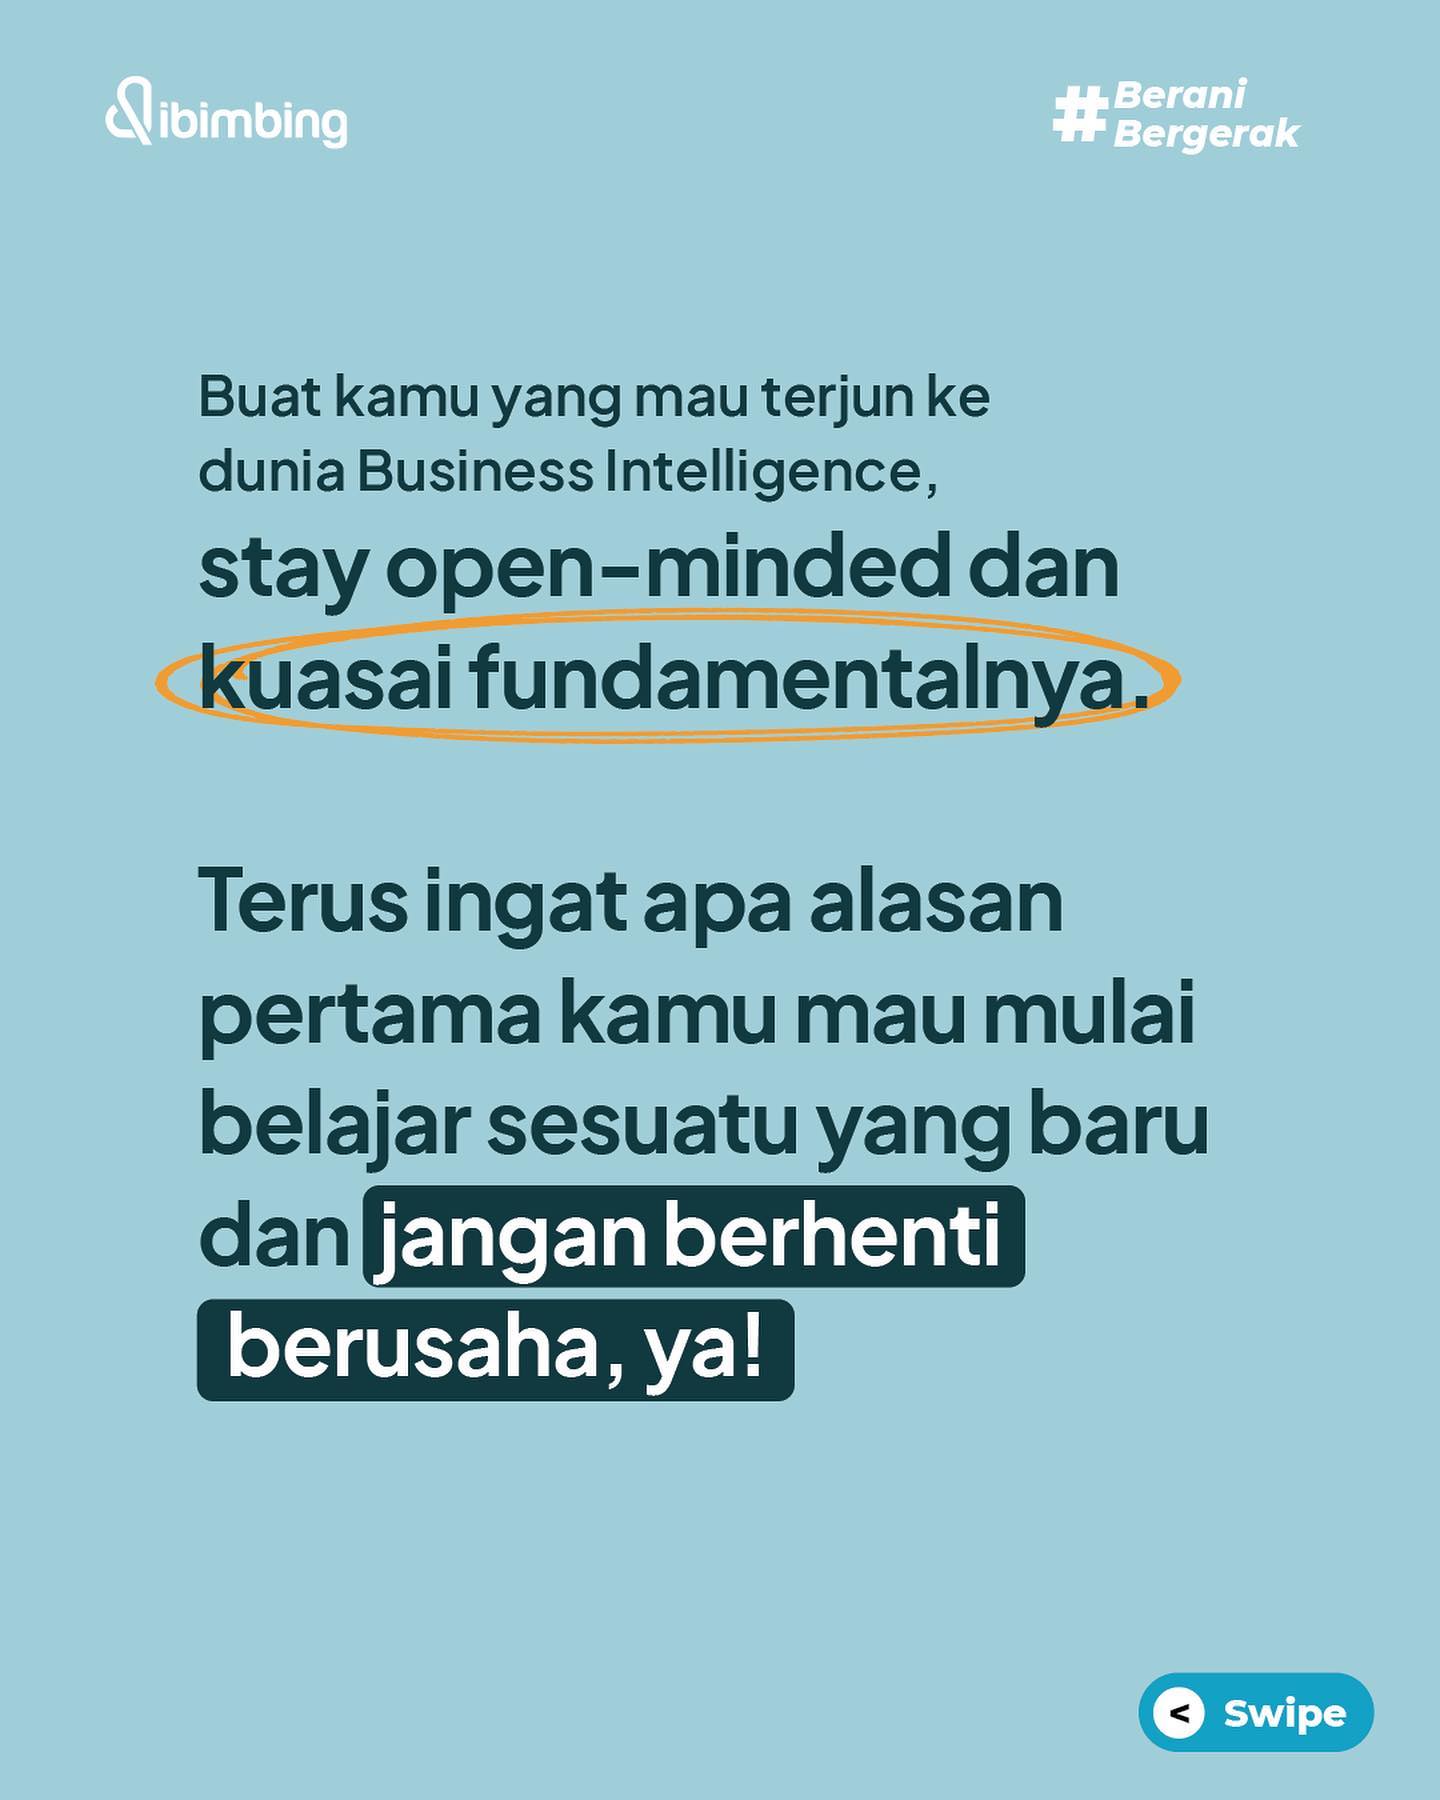 dibimbing
#Berani
Bergerak
Buat kamu yang mau terjun ke
dunia Business Intelligence,
stay open-minded dan
kuasai fundamentalnya.
Terus ingat apa alasan
pertama kamu mau mulai
belajar sesuatu yang baru
dan jangan berhenti
berusaha, ya!
< Swipe